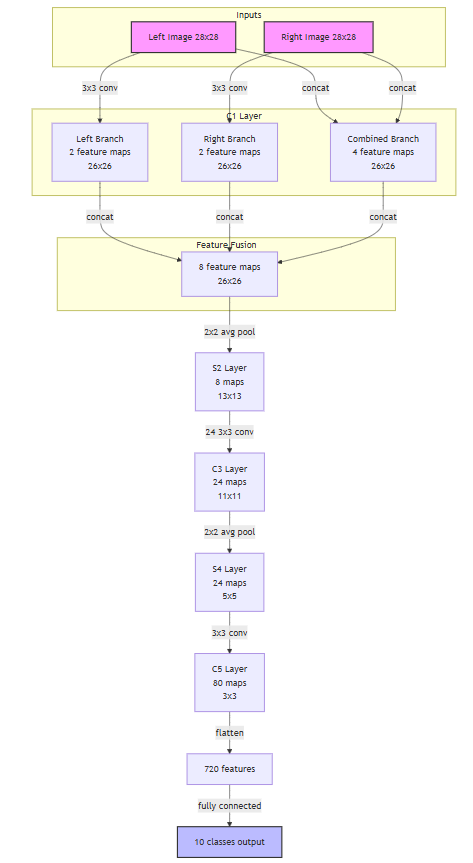 Inputs
Left Image 28x28
Right Image 28x28
3x3 conv
3x3 conv
concat
concat
C1 Layer
Left Branch
2 feature maps
26x26
Right Branch
2 feature maps
26x26
Combined Branch
4 feature maps
26x26
concat
concat
concat
Feature Fusion
8 feature maps
26x26
2x2 avg pool
S2 Layer
8 maps
13x13
24 3x3 conv
C3 Layer
24 maps
11x11
2x2 avg pool
S4 Layer
24 maps
5x5
3x3 conv
C5 Layer
80 maps
3x3
flatten
720 features
fully connected
10 classes output